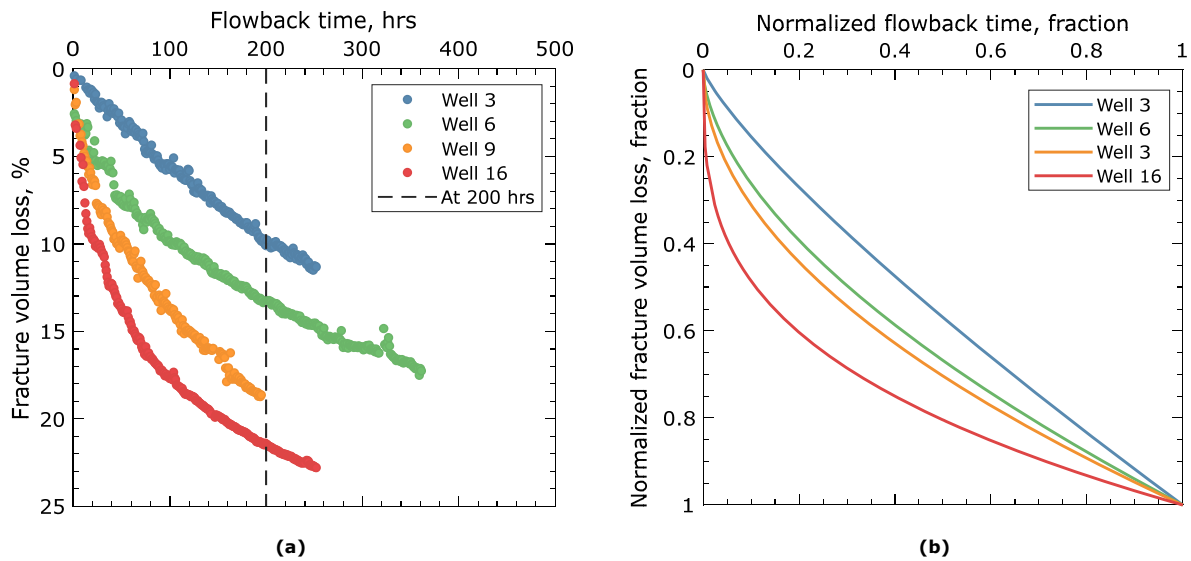 Flowback time, hrs
0 100 200 300 400 500
Fracture volume loss, %
0
5
10
15
20
25
Well 3
Well 6
Well 9
Well 16
At 200 hrs
(a)
Normalized flowback time, fraction
0 0.2 0.4 0.6 0.8 1
Normalized fracture volume loss, fraction
0
0.2
0.4
0.6
0.8
1
Well 3
Well 6
Well 3
Well 16
(b)